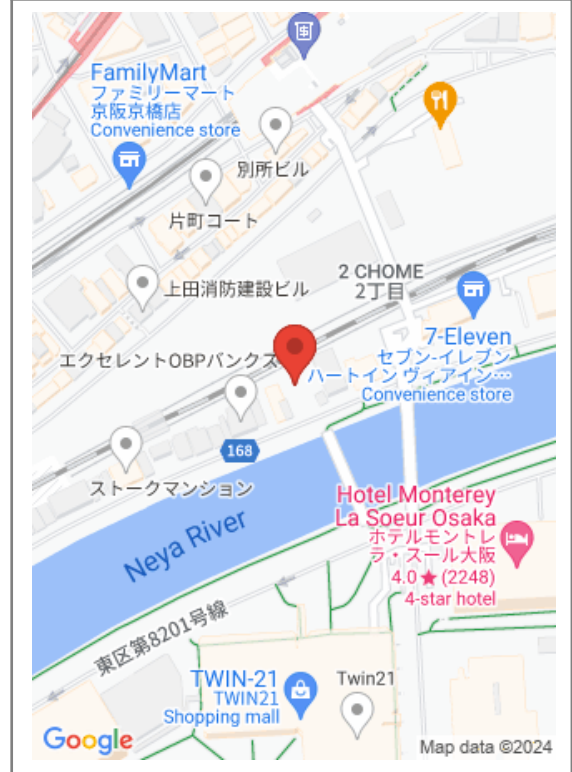 FamilyMart
ファミリーマート
京阪京橋店
Convenience store
別所ビル
片町コート
2 CHOME
2丁目
上田消防建設ビル
7-Eleven
セブン-イレブン
ハートイン ヴィアイン…
Convenience store
エクセレントOBPバンクス
168
ストークマンション
Neya River
Hotel Monterey
La Soeur Osaka
ホテルモントレ
ラ・スール大阪
4.0 ★ (2248)
4-star hotel
東区第8201号線
TWIN-21
TWIN21
Shopping mall
Twin21
Google
Map data ©2024